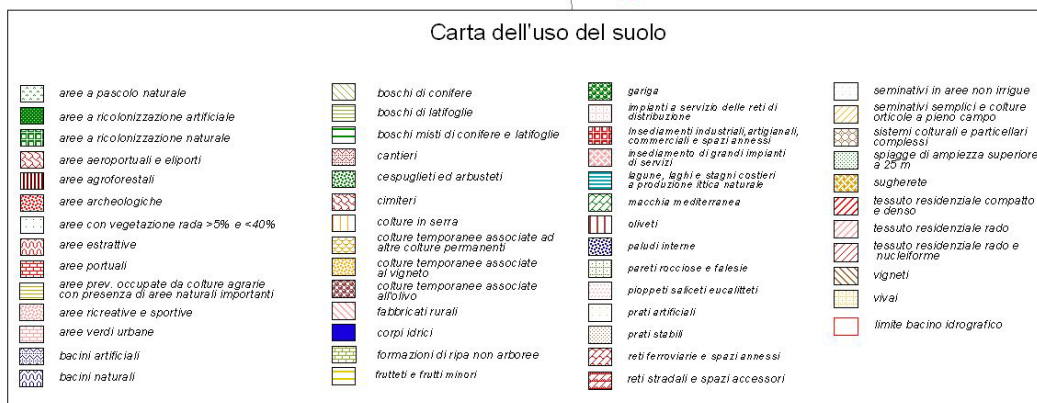 Carta dell'uso del suolo
aree a pascolo naturale
aree a ricolonizzazione artificiale
aree a ricolonizzazione naturale
aree aeroportuali e eliporti
aree agroforestali
aree archeologiche
aree con vegetazione rada >5% e <40%
aree estrattive
aree portuali
aree prev. occupate da colture agrarie
con presenza di aree naturali importanti
aree ricreative e sportive
aree verdi urbane
bacini artificiali
bacini naturali
boschi di conifere
boschi di latifoglie
boschi misti di conifere e latifoglie
cantieri
cespuglieti ed arbusteti
cimiteri
colture in serra
colture temporanee associate ad
altre colture permanenti
colture temporanee associate
al vigneto
colture temporanee associate
all'olivo
fabbricati rurali
corpi idrici
formazioni di ripa non arboree
frutteti e frutti minori
gariga
impianti a servizio delle reti di
distribuzione
Insediamenti industriali,artigianali,
commerciali e spazi annessi
insediamento di grandi impianti
di servizi
lagune, laghi e stagni costieri
a produzione ittica naturale
macchia mediterranea
oliveti
paludi interne
pareti rocciose e falesie
pioppeti saliceti eucalitteti
prati artificiali
prati stabili
reti ferroviarie e spazi annessi
reti stradali e spazi accessori
seminativi in aree non irrigue
seminativi semplici e colture
orticole a pieno campo
sistemi colturali e particellari
complessi
spiagge di ampiezza superiore
a 25 m
sugherete
tessuto residenziale compatto
e denso
tessuto residenziale rado
tessuto residenziale rado e
nucleiforme
vigneti
vivai
limite bacino idrografico